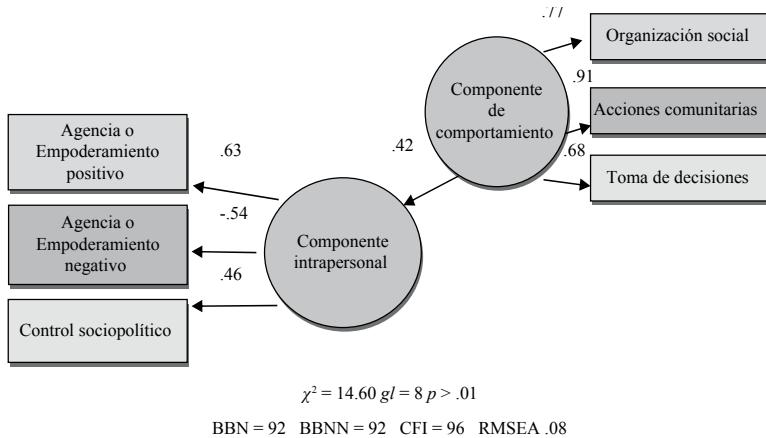 .77
Organización social
.91
Componente
de
comportamiento
Acciones comunitarias
.68
Toma de decisiones
.42
Agencia o
Empoderamiento
positivo
.63
-.54
Agencia o
Empoderamiento
negativo
.46
Componente
intrapersonal
Control sociopolítico
χ² = 14.60 gl = 8 p > .01
BBN = 92 BBNN = 92 CFI = 96 RMSEA .08